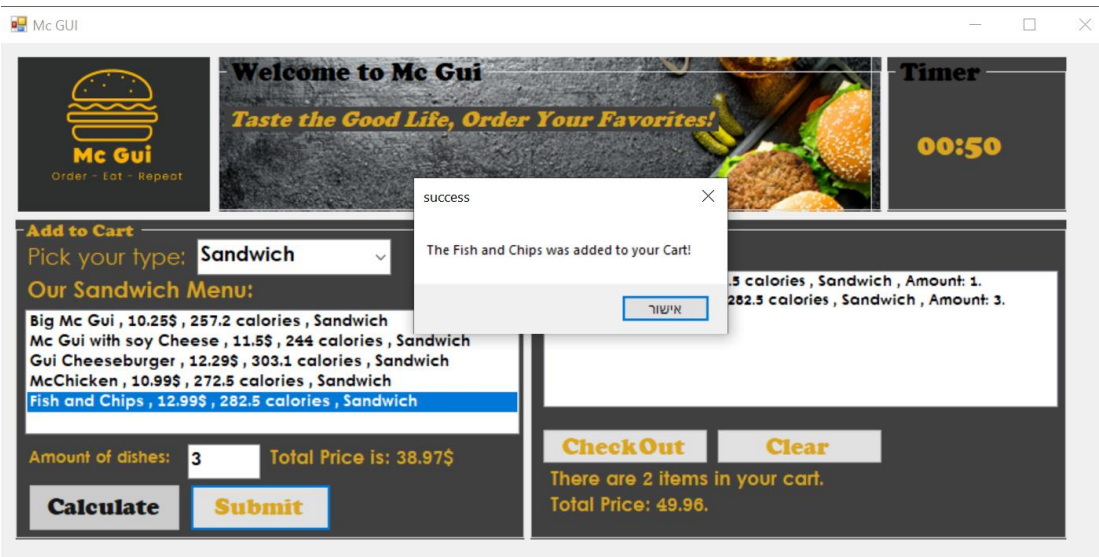 Mc GUI
Mc Gui
Order - Eat - Repeat
Welcome to Mc Gui
Taste the Good Life, Order Your Favorites!
Timer
00:50
success
The Fish and Chips was added to your Cart!
אישור
Add to Cart
Pick your type: Sandwich
Our Sandwich Menu:
Big Mc Gui , 10.25$ , 257.2 calories , Sandwich
Mc Gui with soy Cheese , 11.5$ , 244 calories , Sandwich
Gui Cheeseburger , 12.29$ , 303.1 calories , Sandwich
McChicken , 10.99$ , 272.5 calories , Sandwich
Fish and Chips , 12.99$ , 282.5 calories , Sandwich
Amount of dishes: 3 Total Price is: 38.97$
Calculate Submit
.5 calories , Sandwich , Amount: 1.
282.5 calories , Sandwich , Amount: 3.
CheckOut Clear
There are 2 items in your cart.
Total Price: 49.96.